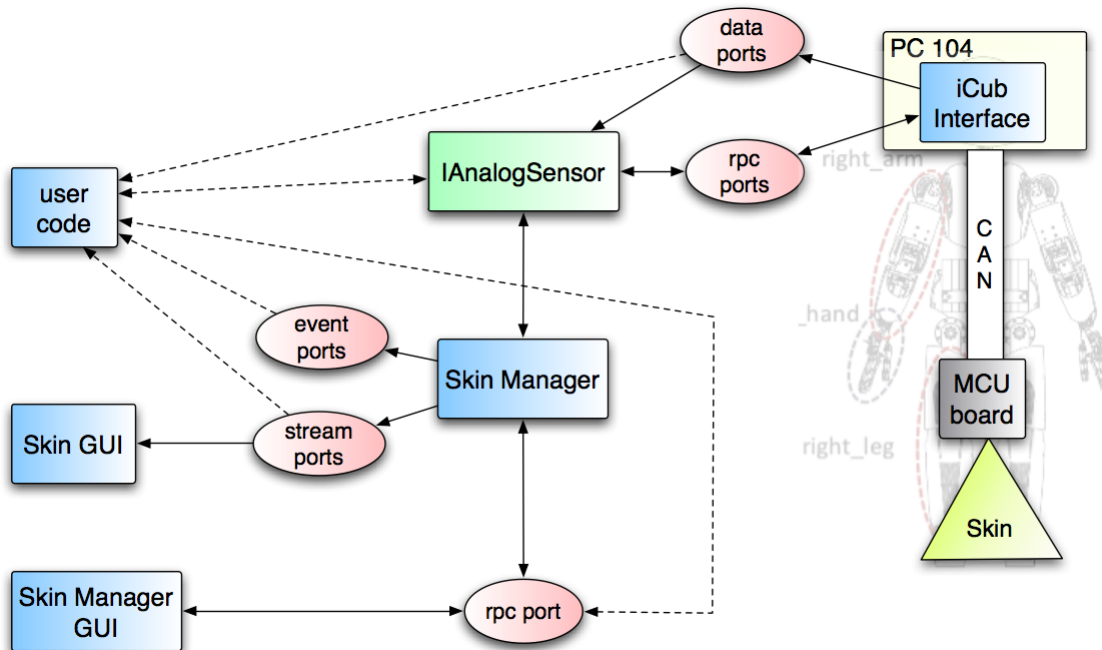 data
ports
PC 104
iCub
Interface
right_arm
IAnalogSensor
rpc
ports
user
code
C
A
N
_hand
event
ports
Skin Manager
MCU
board
Skin GUI
stream
ports
right_leg
Skin
Skin Manager
GUI
rpc port